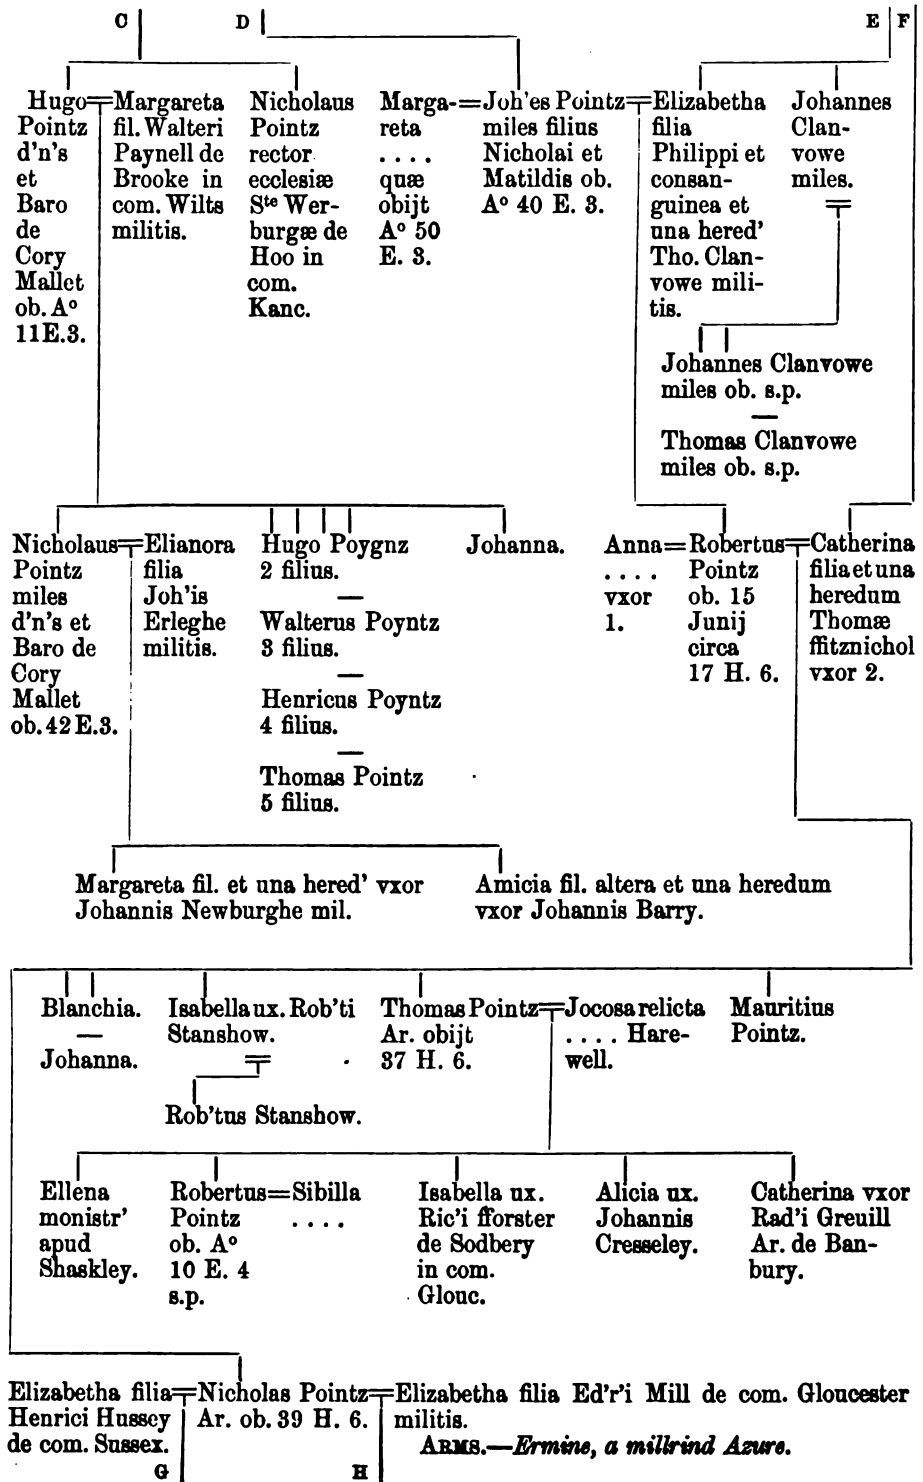 C D E F
Hugo=Margareta
Pointz fil. Walteri
d'n's Paynell de
et Brooke in
Baro com. Wilts
de militis.
Cory
Mallet
ob. Aº
11 E. 3.
Nicholaus
Pointz
rector
ecclesiæ
Ste Wer-
burgæ de
Hoo in
com.
Kanc.
Marga-=Joh'es Pointz=Elizabetha
reta
. . . .
quæ
obijt
Aº 50
E. 3.
miles filius
Nicholai et
Matildis ob.
Aº 40 E. 3.
filia
Philippi et
consan-
guinea et
una hered'
Tho. Clan-
vowe mili-
tis.
Johannes
Clan-
vowe
miles.
Johannes Clanvowe
miles ob. s.p.
—
Thomas Clanvowe
miles ob. s.p.
Nicholaus=Elianora
Pointz filia
miles Joh'is
d'n's et Erleghe
Baro de militis.
Cory
Mallet
ob. 42 E. 3.
Hugo Poygnz
2 filius.
—
Walterus Poyntz
3 filius.
—
Henricus Poyntz
4 filius.
—
Thomas Pointz
5 filius.
Johanna.
Anna=Robertus=Catherina
. . . .
vxor
1.
Pointz
ob. 15
Junij
circa
17 H. 6.
filia et una
heredum
Thomæ
ffitznichol
vxor 2.
Margareta fil. et una hered' vxor
Johannis Newburghe mil.
Amicia fil. altera et una heredum
vxor Johannis Barry.
Blanchia.
—
Johanna.
Isabella ux. Rob'ti
Stanshow.
Rob'tus Stanshow.
Thomas Pointz=Jocosa relicta
Ar. obijt . . . . Hare-
37 H. 6. well.
Mauritius
Pointz.
Ellena
monistr'
apud
Shaskley.
Robertus=Sibilla
Pointz . . . .
ob. Aº
10 E. 4
s.p.
Isabella ux.
Ric'i fforster
de Sodbery
in com.
Glouc.
Alicia ux.
Johannis
Cresseley.
Catherina vxor
Rad'i Greuill
Ar. de Ban-
bury.
Elizabetha filia=Nicholas Pointz=Elizabetha filia Ed'r'i Mill de com. Gloucester
Henrici Hussey Ar. ob. 39 H. 6. militis.
de com. Sussex. ARMS.—Ermine, a millrind Azure.
G H